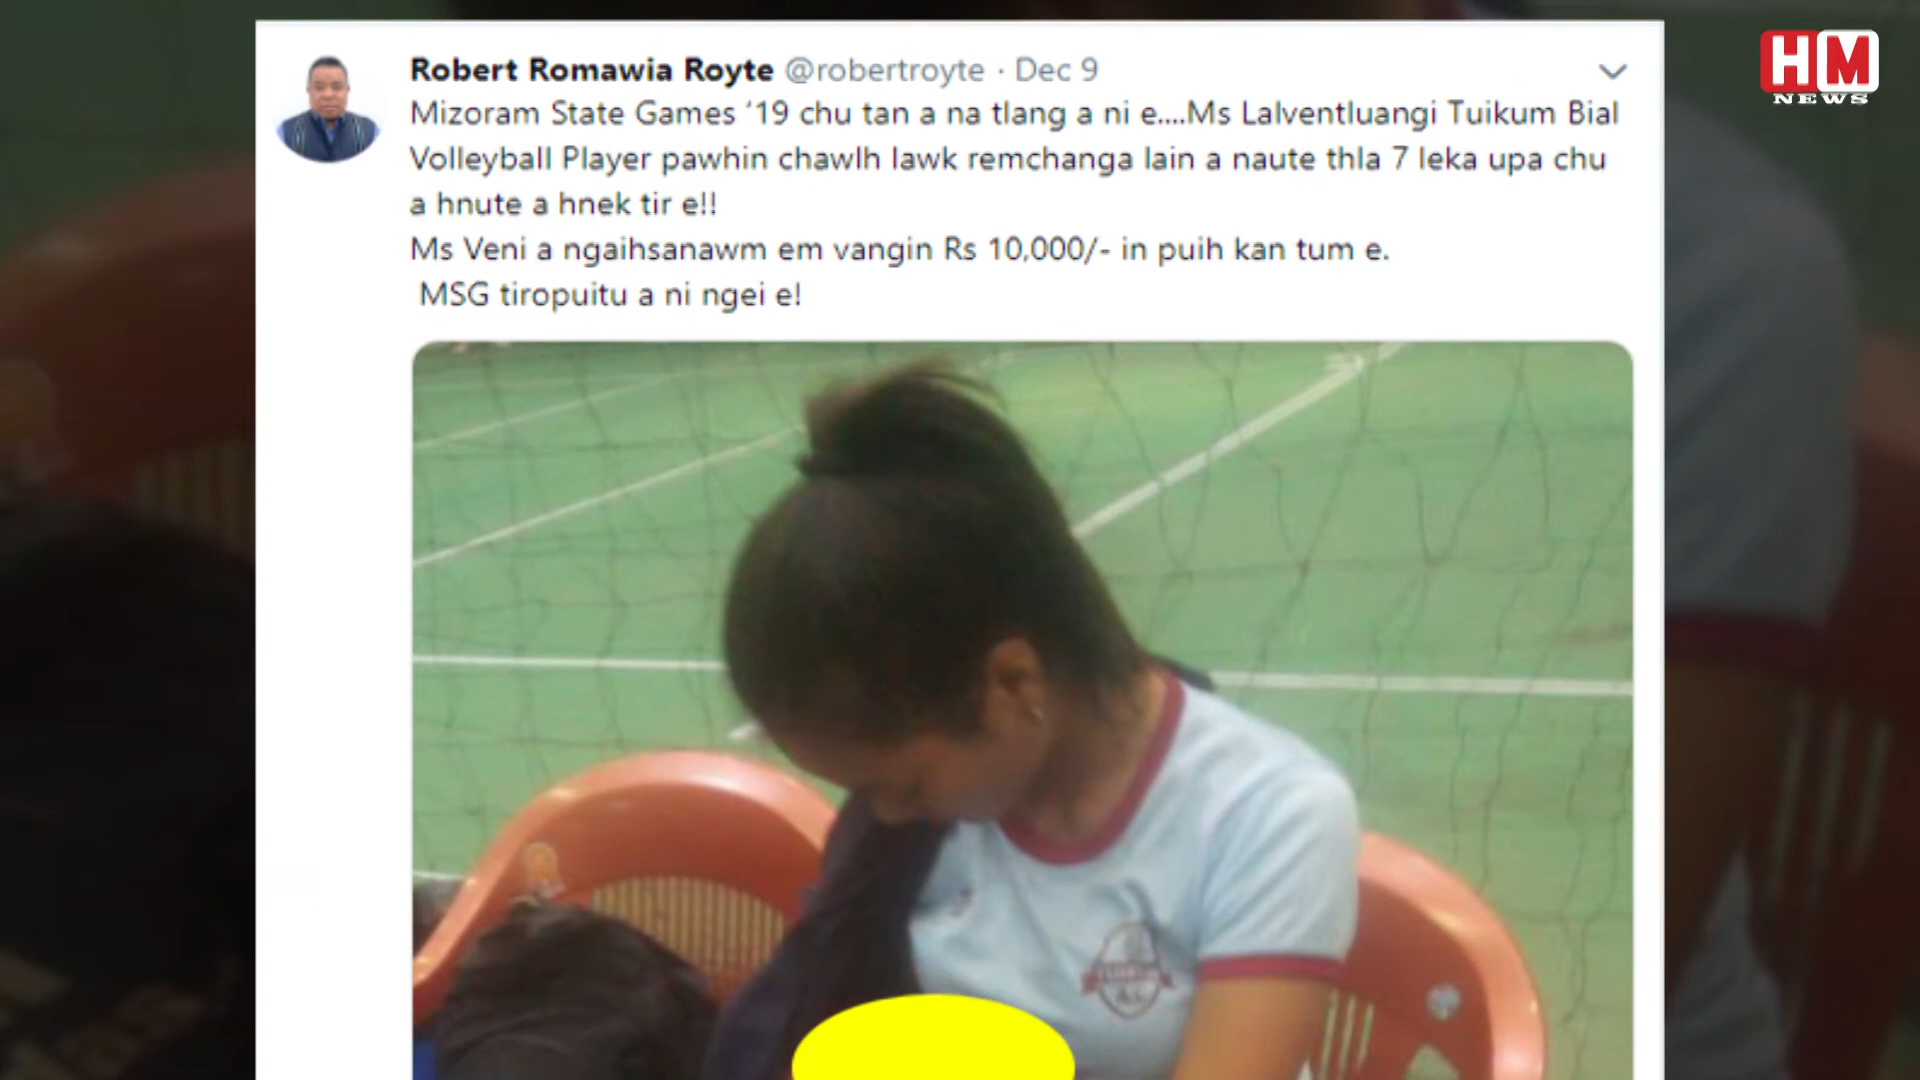 Robert Romawia Royte @robertroyte · Dec 9
Mizoram State Games ‘19 chu tan a na tlang a ni e....Ms Lalventluangi Tuikum Bial
Volleyball Player pawhin chawlh lawk remchanga lain a naute thla 7 leka upa chu
a hnute a hnek tir e!!
Ms Veni a ngaihsanawm em vangin Rs 10,000/- in puih kan tum e.
MSG tiropuitu a ni ngei e!
HM
NEWS